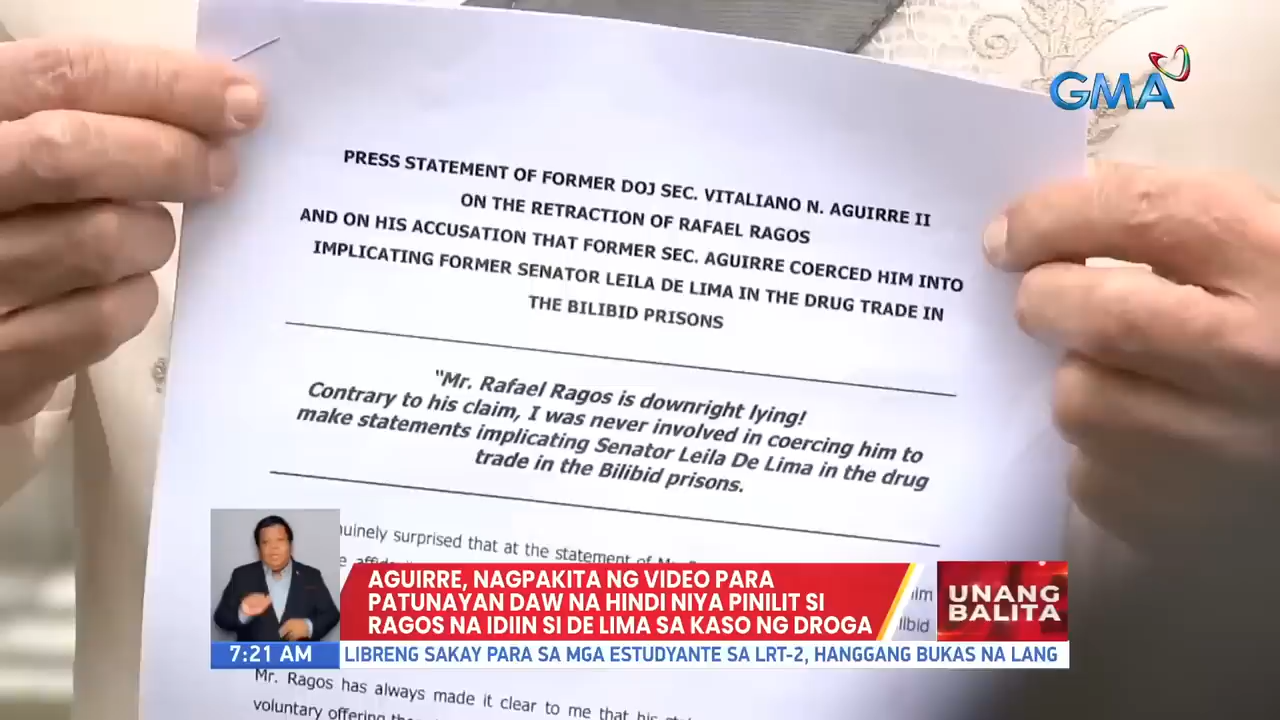 GMA
PRESS STATEMENT OF FORMER DOJ SEC. VITALIANO N. AGUIRRE II
ON THE RETRACTION OF RAFAEL RAGOS
AND ON HIS ACCUSATION THAT FORMER SEC. AGUIRRE COERCED HIM INTO
IMPLICATING FORMER SENATOR LEILA DE LIMA IN THE DRUG TRADE IN
THE BILIBID PRISONS
"Mr. Rafael Ragos is downright lying!
Contrary to his claim, I was never involved in coercing him to
make statements implicating Senator Leila De Lima in the drug
trade in the Bilibid prisons.
surprised that at the statement of
AGUIRRE, NAGPAKITA NG VIDEO PARA
PATUNAYAN DAW NA HINDI NIYA PINILIT SI
RAGOS NA IDIIN SI DE LIMA SA KASO NG DROGA
UNANG
BALITA
7:21 AM
LIBRENG SAKAY PARA SA MGA ESTUDYANTE SA LRT-2, HANGGANG BUKAS NA LANG
Mr. Ragos has always made it clear to me that his
voluntary offering